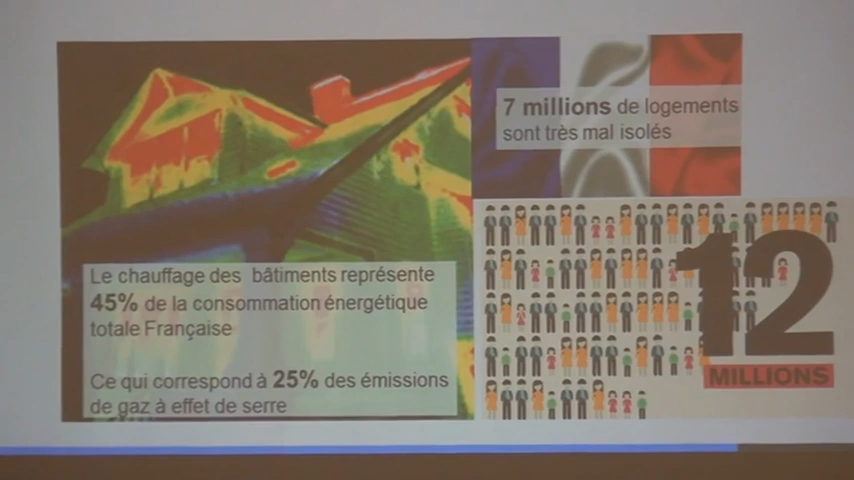 7 millions de logements
sont très mal isolés
Le chauffage des bâtiments représente
45% de la consommation énergétique
totale Française
Ce qui correspond à 25% des émissions
de gaz à effet de serre
12
MILLIONS